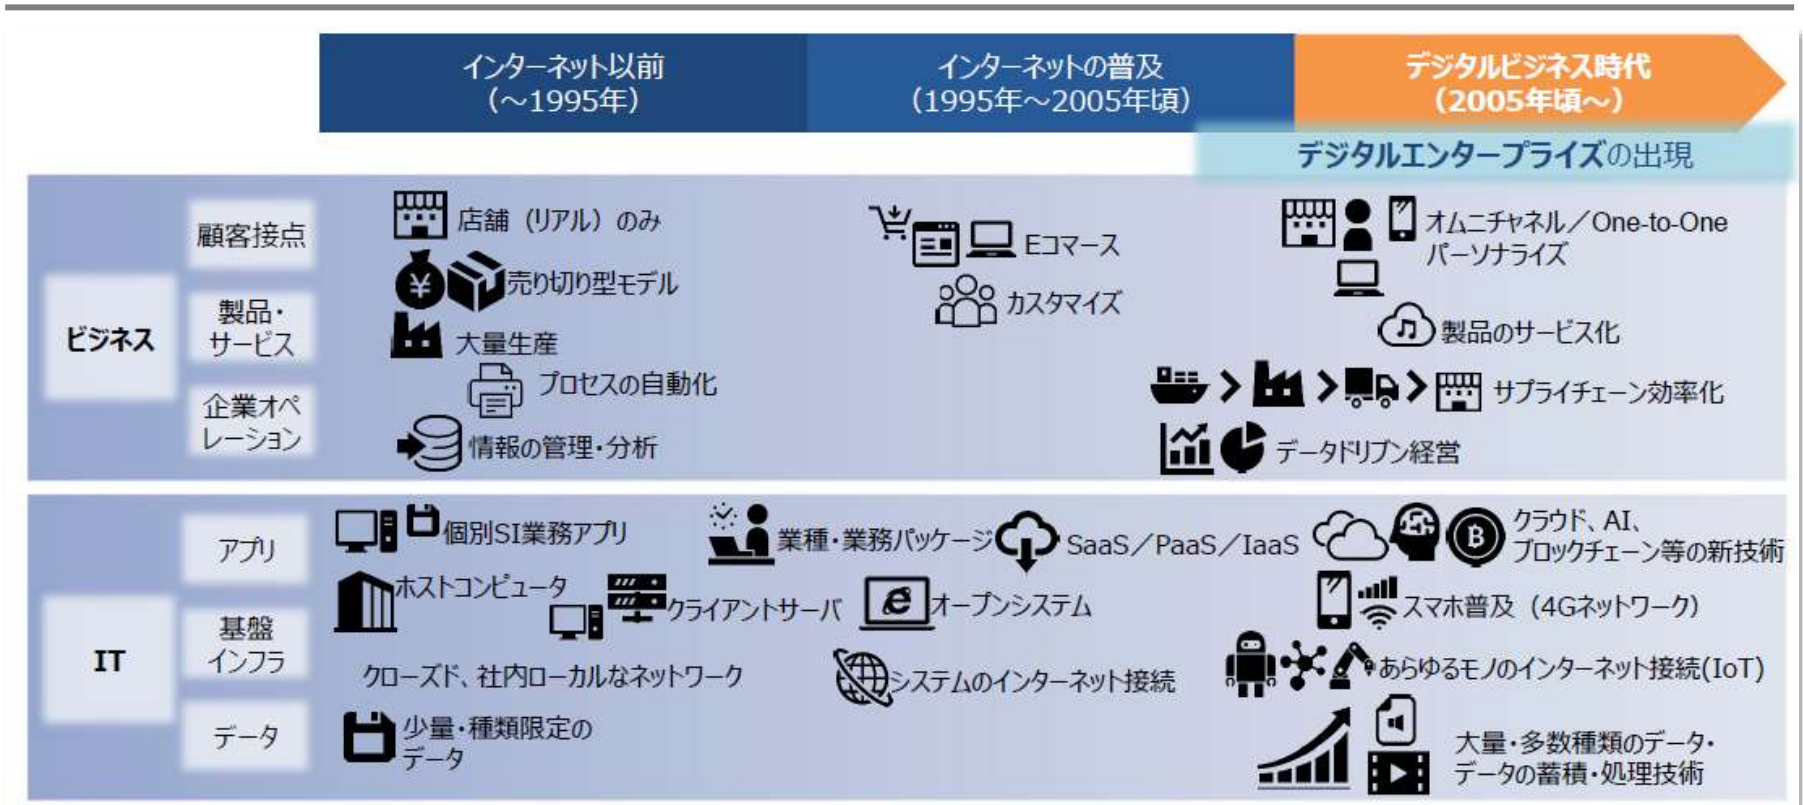 インターネット以前
（～1995年）
インターネットの普及
（1995年～2005年頃）
デジタルビジネス時代
（2005年頃～）
デジタルエンタープライズの出現
ビジネス
顧客接点
店舗（リアル）のみ
Eコマース
オムニチャネル／One-to-One
パーソナライズ
製品・
サービス
¥
売り切り型モデル
カスタマイズ
製品のサービス化
大量生産
企業オペ
レーション
プロセスの自動化
サプライチェーン効率化
情報の管理・分析
データドリブン経営
IT
アプリ
個別SI業務アプリ
業種・業務パッケージ
SaaS／PaaS／IaaS
B
クラウド、AI、
ブロックチェーン等の新技術
基盤
インフラ
ホストコンピュータ
クライアントサーバ
e
オープンシステム
スマホ普及（4Gネットワーク）
クローズド、社内ローカルなネットワーク
システムのインターネット接続
あらゆるモノのインターネット接続(IoT)
データ
少量・種類限定の
データ
大量・多数種類のデータ・
データの蓄積・処理技術